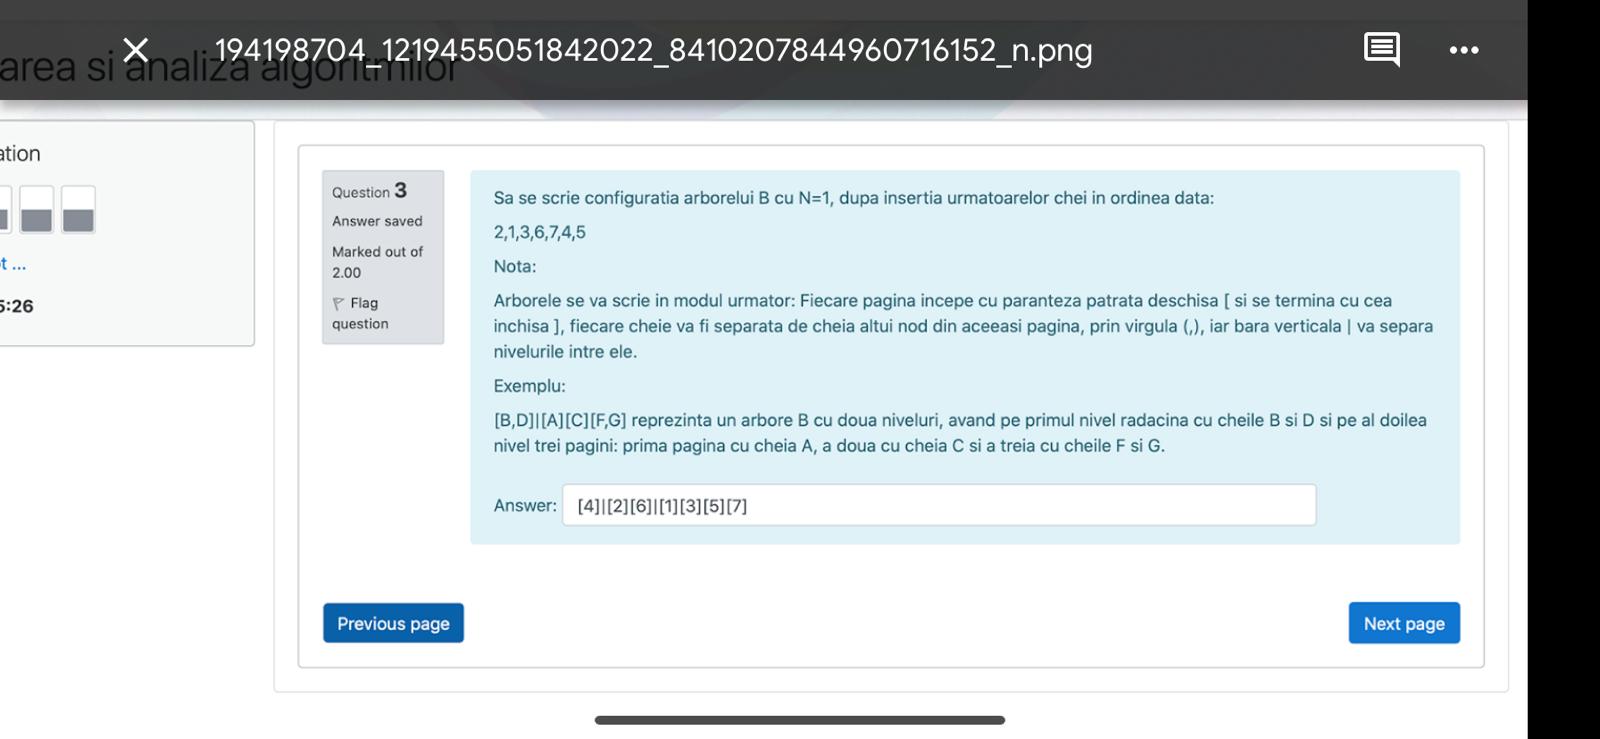 194198704_1219455051842022_8410207844960716152_n.png
area si analiza algoritmilor
ation
Question 3
Answer saved
Marked out of
2.00
Flag
question
t ...
5:26
Sa se scrie configuratia arborelui B cu N=1, dupa insertia urmatoarelor chei in ordinea data:
2,1,3,6,7,4,5
Nota:
Arborele se va scrie in modul urmator: Fiecare pagina incepe cu paranteza patrata deschisa [ si se termina cu cea
inchisa ], fiecare cheie va fi separata de cheia altui nod din aceeasi pagina, prin virgula (,), iar bara verticala | va separa
nivelurile intre ele.
Exemplu:
[B,D]|[A][C][F,G] reprezinta un arbore B cu doua niveluri, avand pe primul nivel radacina cu cheile B si D si pe al doilea
nivel trei pagini: prima pagina cu cheia A, a doua cu cheia C si a treia cu cheile F si G.
Answer: [4]|[2][6]|[1][3][5][7]
Previous page
Next page